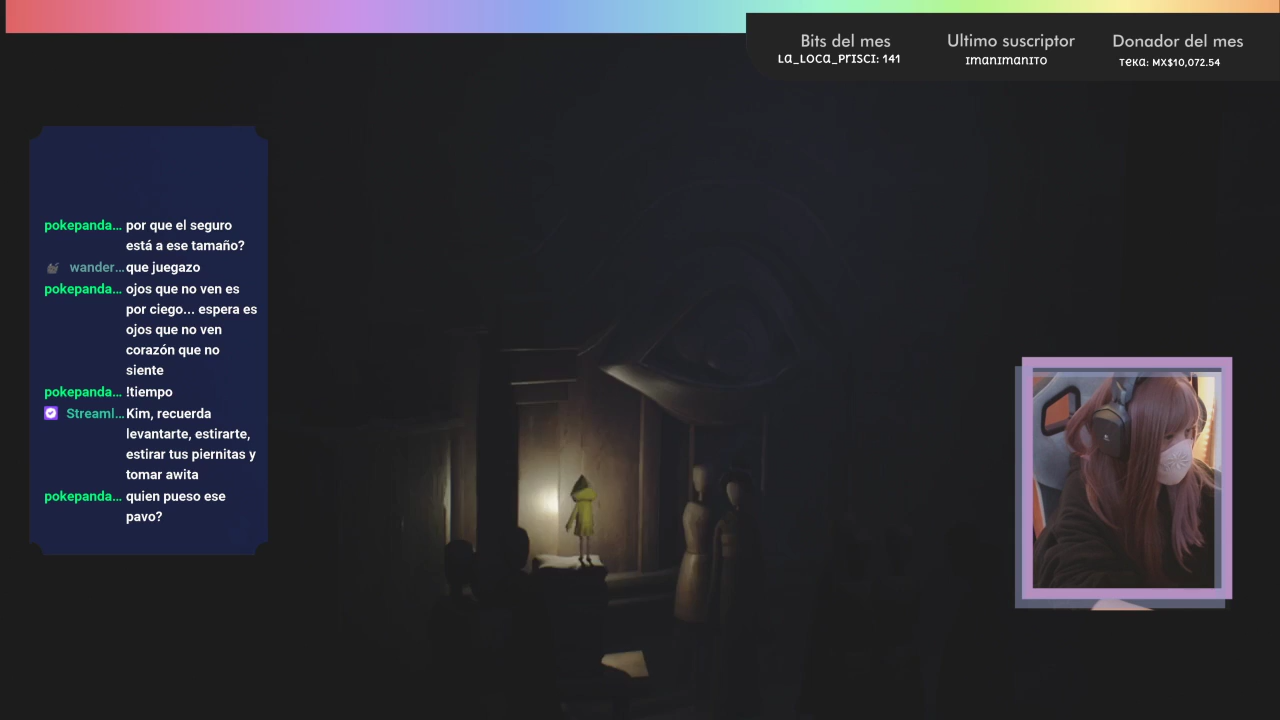 Bits del mes
La_Loca_Prisci: 141
Ultimo suscriptor
Imanimanito
Donador del mes
Teka: MX$10,072.54
pokepanda... por que el seguro
está a ese tamaño?
wander... que juegazo
pokepanda... ojos que no ven es
por ciego... espera es
ojos que no ven
corazón que no
siente
pokepanda... !tiempo
Streaml... Kim, recuerda
levantarte, estirarte,
estirar tus piernitas y
tomar awita
pokepanda... quien pueso ese
pavo?